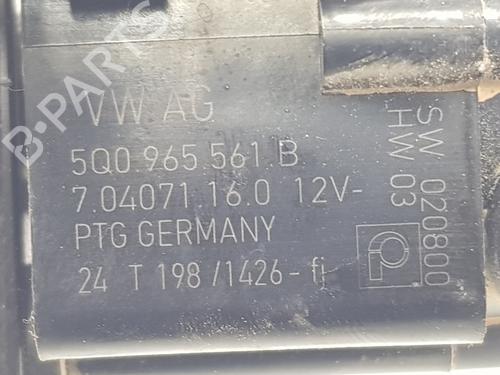 VW AG
5Q0 965 561 B
7.04071 16.0 12V-
PTG GERMANY
24 T 198 /1426-fi
SW 020800
HW 03
B-PARTS